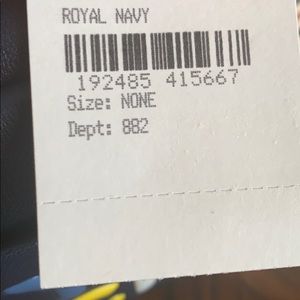 ROYAL NAVY
192485 415667
Size: NONE
Dept: 882